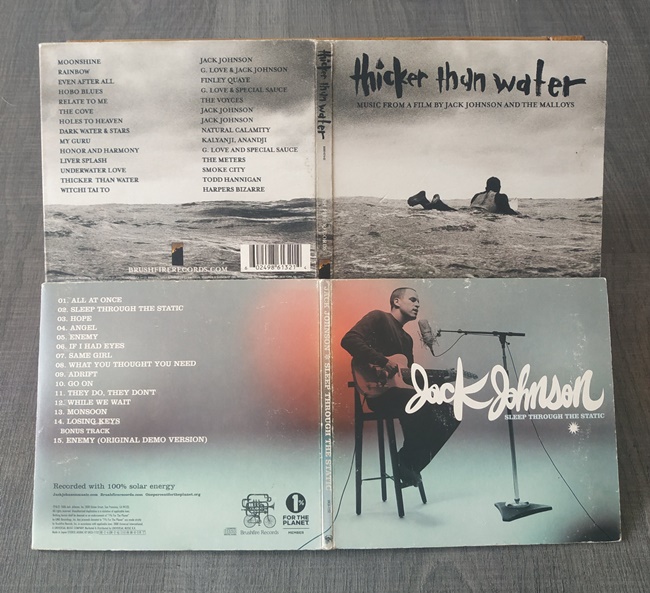 MOONSHINE JACK JOHNSON
RAINBOW G. LOVE & JACK JOHNSON
EVEN AFTER ALL FINLEY QUAYE
HOBO BLUES G. LOVE & SPECIAL SAUCE
RELATE TO ME THE VOYCES
THE COVE JACK JOHNSON
HOLES TO HEAVEN JACK JOHNSON
DARK WATER & STARS NATURAL CALAMITY
MY GURU KALYANJI, ANANDJI
HONOR AND HARMONY G. LOVE AND SPECIAL SAUCE
LIVER SPLASH THE METERS
UNDERWATER LOVE SMOKE CITY
THICKER THAN WATER TODD HANNIGAN
WITCHI TAI TO HARPERS BIZARRE
BRUSHFIRERECORDS.COM
thicker than water
thicker than water
MUSIC FROM A FILM BY JACK JOHNSON AND THE MALLOYS
01. ALL AT ONCE
02. SLEEP THROUGH THE STATIC
03. HOPE
04. ANGEL
05. ENEMY
06. IF I HAD EYES
07. SAME GIRL
08. WHAT YOU THOUGHT YOU NEED
09. ADRIFT
10. GO ON
11. THEY DO, THEY DON'T
12. WHILE WE WAIT
13. MONSOON
14. LOSING KEYS
BONUS TRACK
15. ENEMY (ORIGINAL DEMO VERSION)
Recorded with 100% solar energy
Brushfire Records
1%
FOR THE
PLANET
MEMBER
JACK JOHNSON SLEEP THROUGH THE STATIC
Jack Johnson
SLEEP THROUGH THE STATIC